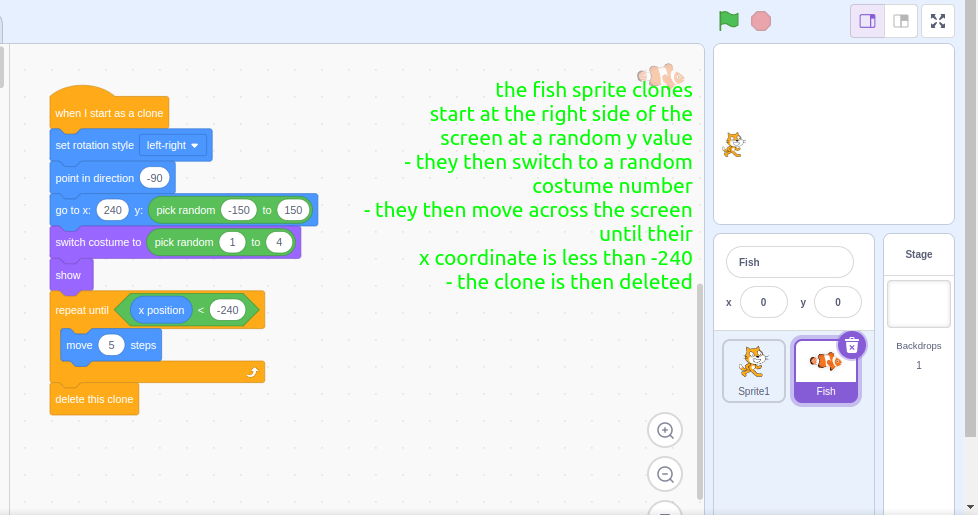 the fish sprite clones
start at the right side of the
screen at a random y value
- they then switch to a random
costume number
- they then move across the screen
until their
x coordinate is less than -240
- the clone is then deleted
when I start as a clone
set rotation style left-right
point in direction -90
go to x: 240 y: pick random -150 to 150
switch costume to pick random 1 to 4
show
repeat until x position < -240
move 5 steps
delete this clone
Fish
x 0 y 0
Sprite1
Fish
Stage
Backdrops
1